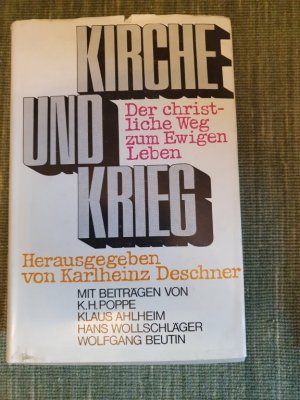 KIRCHE
UND
Der christ-
liche Weg
zum Ewigen
Leben
KRIEG
Herausgegeben
von Karlheinz Deschner
MIT BEITRÄGEN VON
K.H.POPPE
KLAUS AHLHEIM
HANS WOLLSCHLÄGER
WOLFGANG BEUTIN